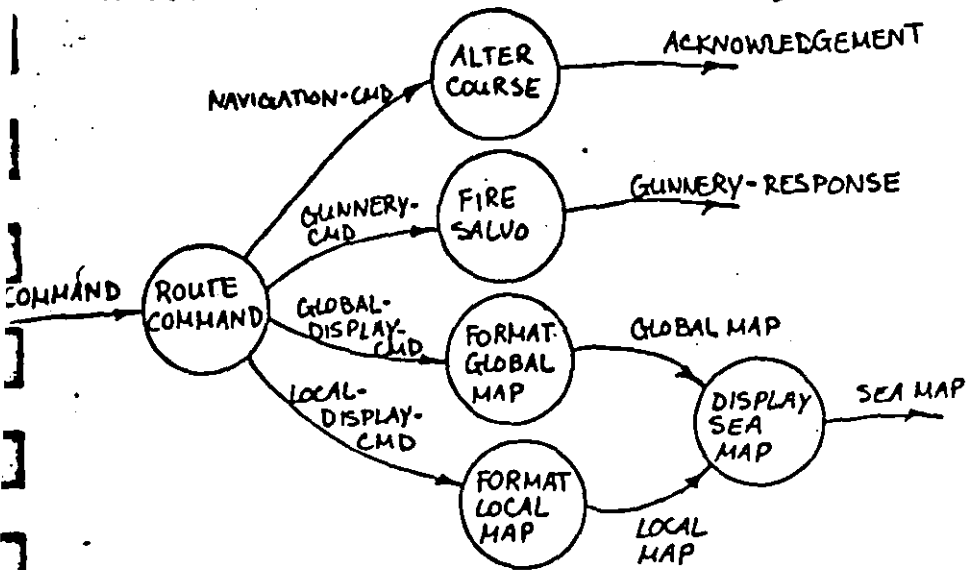 ALTER
COURSE
ACKNOWLEDGEMENT
NAVIGATION-CMD
GUNNERY-
CMD
FIRE
SALVO
GUNNERY-RESPONSE
COMMAND
ROUTE
COMMAND
GLOBAL-
DISPLAY-
CMD
FORMAT
GLOBAL
MAP
GLOBAL MAP
LOCAL-
DISPLAY-
CMD
DISPLAY
SEA
MAP
SEA MAP
FORMAT
LOCAL
MAP
LOCAL
MAP